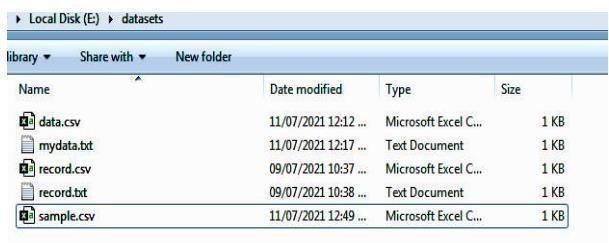 Local Disk (E:) datasets
library Share with New folder
Name Date modified Type Size
data.csv 11/07/2021 12:12 ... Microsoft Excel C... 1 KB
mydata.txt 11/07/2021 12:17 ... Text Document 1 KB
record.csv 09/07/2021 10:37 ... Microsoft Excel C... 1 KB
record.txt 09/07/2021 10:38 ... Text Document 1 KB
sample.csv 11/07/2021 12:49 ... Microsoft Excel C... 1 KB